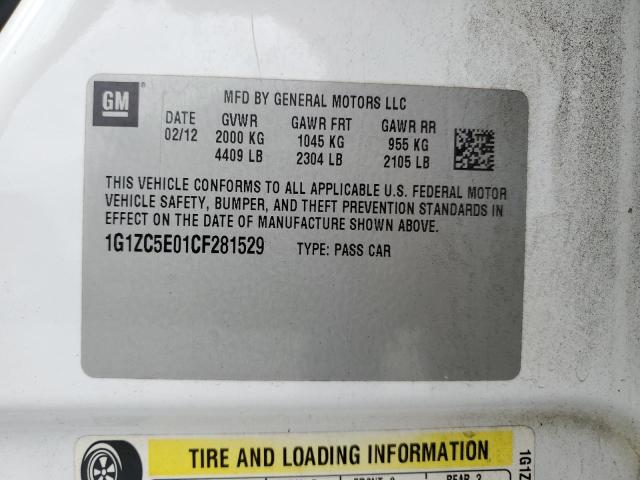 GM
MFD BY GENERAL MOTORS LLC
DATE GVWR GAWR FRT GAWR RR
02/12 2000 KG 1045 KG 955 KG
4409 LB 2304 LB 2105 LB
THIS VEHICLE CONFORMS TO ALL APPLICABLE U.S. FEDERAL MOTOR
VEHICLE SAFETY, BUMPER, AND THEFT PREVENTION STANDARDS IN
EFFECT ON THE DATE OF MANUFACTURE SHOWN ABOVE.
1G1ZC5E01CF281529 TYPE: PASS CAR
TIRE AND LOADING INFORMATION
1G1Z